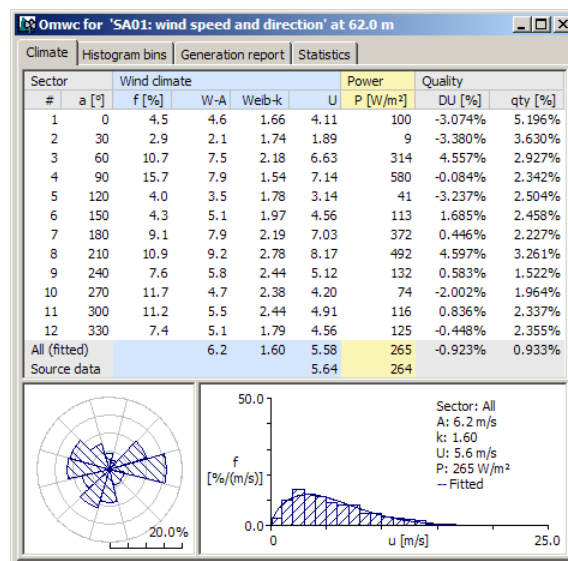 Omwc for 'SA01: wind speed and direction' at 62.0 m
Climate Histogram bins Generation report Statistics
Sector Wind climate Power Quality
# a [º] f [%] W-A Weib-k U P [W/m²] DU [%] qty [%]
1 0 4.5 4.6 1.66 4.11 100 -3.074% 5.196%
2 30 2.9 2.1 1.74 1.89 9 -3.380% 3.630%
3 60 10.7 7.5 2.18 6.63 314 4.557% 2.927%
4 90 15.7 7.9 1.54 7.14 580 -0.084% 2.342%
5 120 4.0 3.5 1.78 3.14 41 -3.237% 2.504%
6 150 4.3 5.1 1.97 4.56 113 1.685% 2.458%
7 180 9.1 7.9 2.19 7.03 372 0.446% 2.227%
8 210 10.9 9.2 2.78 8.17 492 4.597% 3.261%
9 240 7.6 5.8 2.44 5.12 132 0.583% 1.522%
10 270 11.7 4.7 2.38 4.20 74 -2.002% 1.964%
11 300 11.2 5.5 2.44 4.91 116 0.836% 2.337%
12 330 7.4 5.1 1.79 4.56 125 -0.448% 2.355%
All (fitted) 6.2 1.60 5.58 265 -0.923% 0.933%
Source data 5.64 264
20.0%
50.0
f
[%/(m/s)]
0.0
0 u [m/s] 25.0
Sector: All
A: 6.2 m/s
k: 1.60
U: 5.6 m/s
P: 265 W/m²
-- Fitted